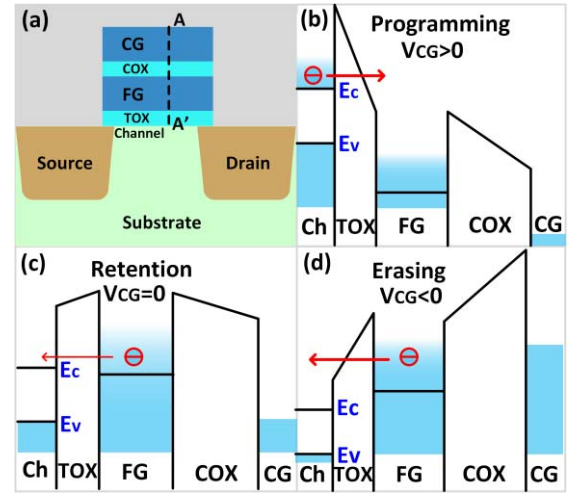 (a)
A
CG
COX
FG
TOX
A'
Channel
Source
Drain
Substrate
(b)
Programming
VCG>0
Ec
Ev
Ch
TOX
FG
COX
CG
(c)
Retention
VCG=0
Ec
Ev
Ch
TOX
FG
COX
CG
(d)
Erasing
VCG<0
Ec
Ev
Ch
TOX
FG
COX
CG